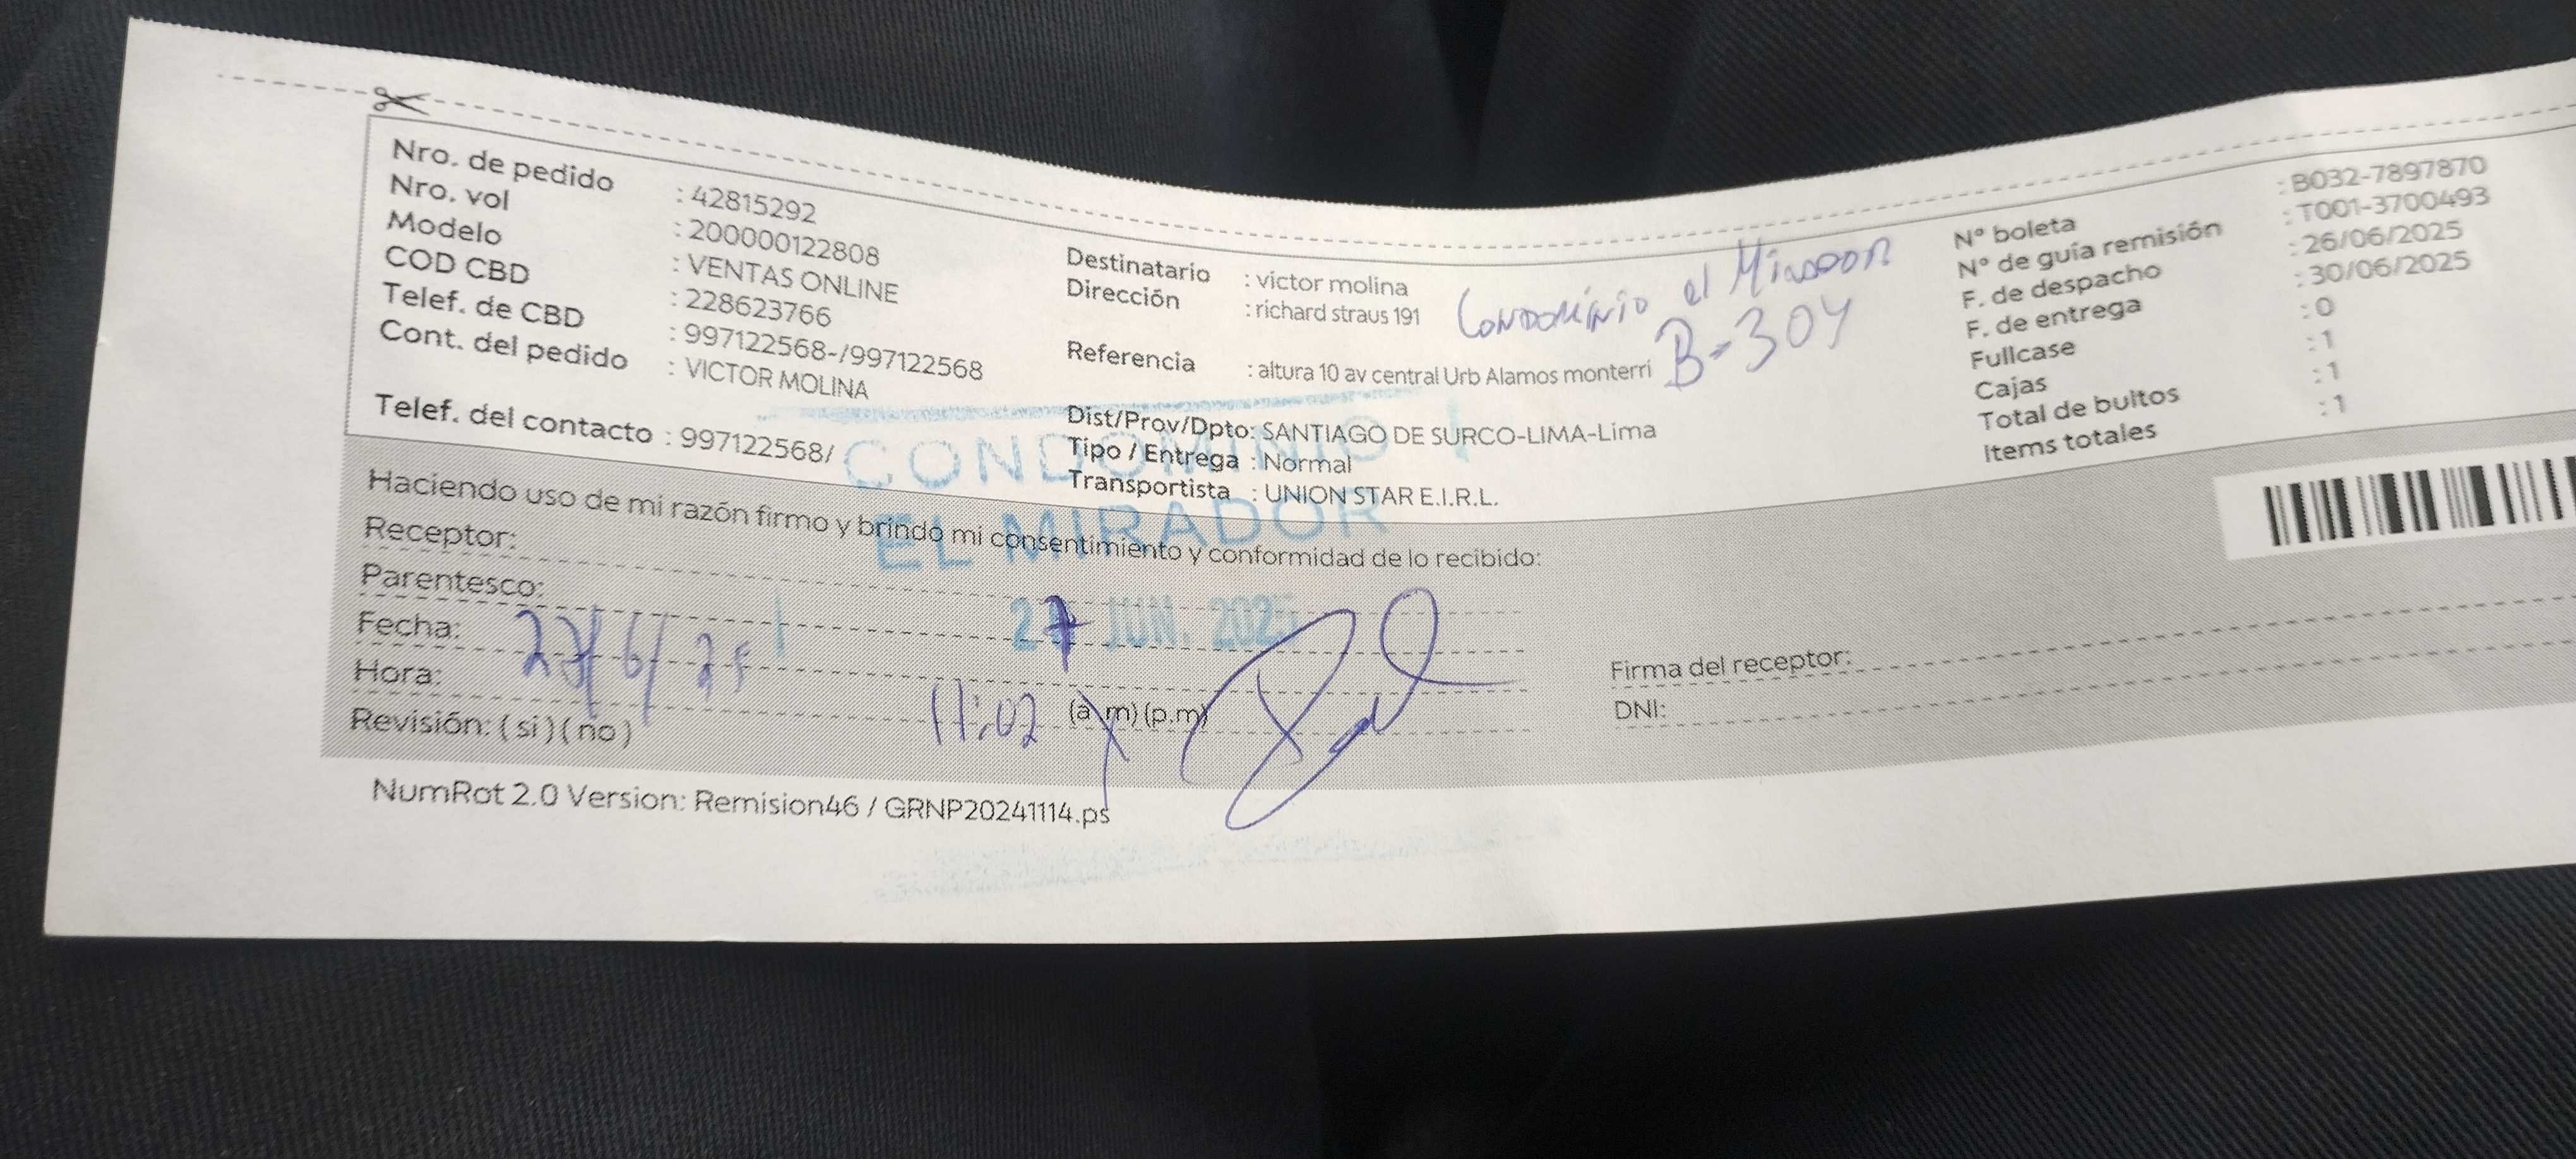 Nro. de pedido : 42815292
Nro. vol : 200000122808
Modelo : VENTAS ONLINE
COD CBD : 228623766
Telef. de CBD : 997122568-/997122568
Cont. del pedido : VICTOR MOLINA
Telef. del contacto : 997122568/
Destinatario : victor molina
Dirección : richard straus 191
Condominio el Mirador
B-304
Referencia : altura 10 av central Urb Alamos monterri
Dist/Prov/Dpto: SANTIAGO DE SURCO-LIMA-Lima
Tipo / Entrega : Normal
Transportista : UNION STAR E.I.R.L.
N° boleta : B032-7897870
N° de guía remisión : T001-3700493
F. de despacho : 26/06/2025
F. de entrega : 30/06/2025
Fullcase : 0
Cajas : 1
Total de bultos : 1
Items totales : 1
CONDOMINIO
EL MIRADOR
27 JUN. 2025
Haciendo uso de mi razón firmo y brindo mi consentimiento y conformidad de lo recibido:
Receptor:
Parentesco:
Fecha: 27/6/25
Hora: 11:02 (a.m) (p.m)
Revisión: ( si ) ( no )
Firma del receptor:
DNI:
NumRot 2.0 Version: Remision46 / GRNP20241114.ps